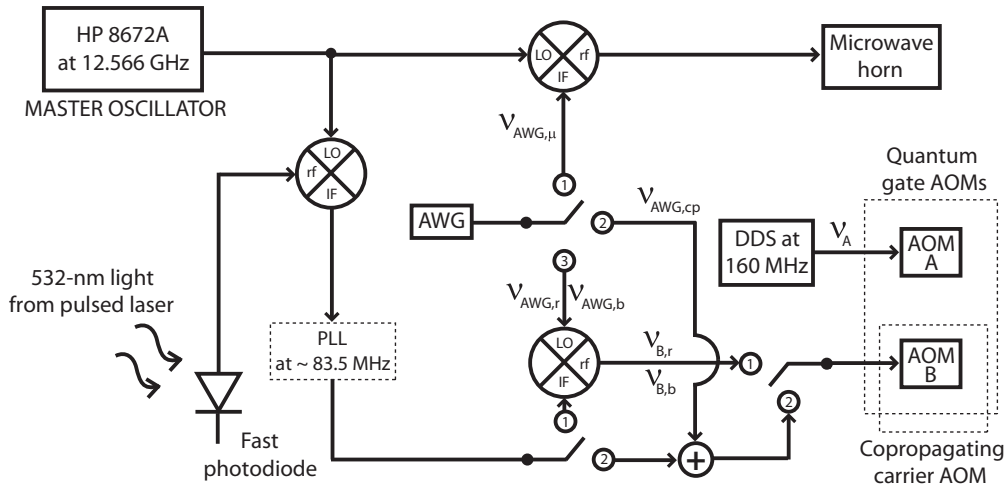 HP 8672A
at 12.566 GHz
MASTER OSCILLATOR
LO
rf
IF
Microwave
horn
LO
rf
IF
ν_AWG,μ
1
AWG
2
ν_AWG,cp
3
ν_AWG,r
ν_AWG,b
Quantum
gate AOMs
DDS at
160 MHz
ν_A
AOM
A
532-nm light
from pulsed laser
PLL
at ~ 83.5 MHz
LO
rf
IF
ν_B,r
ν_B,b
1
2
AOM
B
1
2
+
Fast
photodiode
Copropagating
carrier AOM